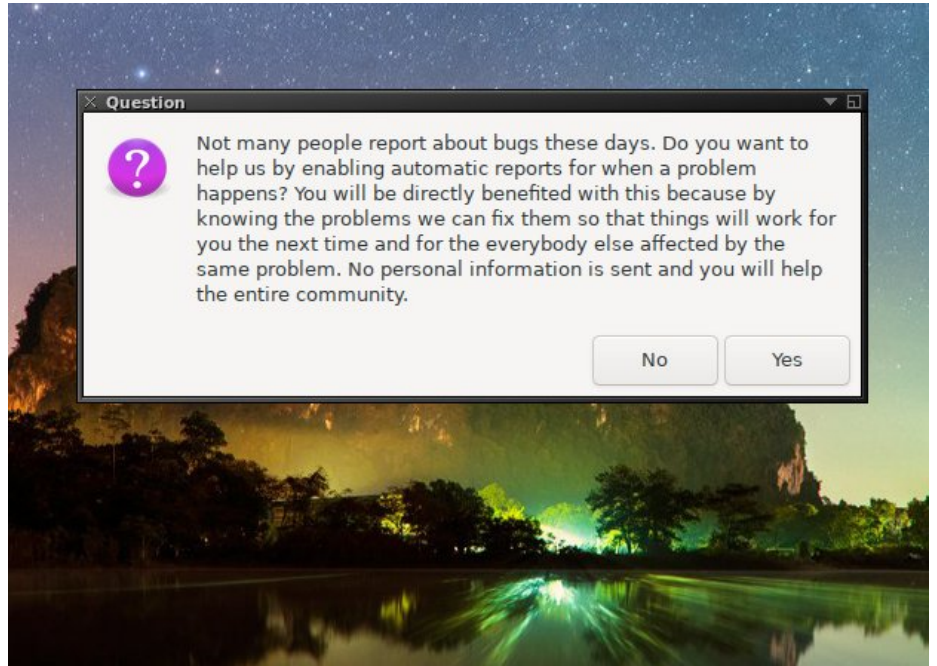 Question
Not many people report about bugs these days. Do you want to
help us by enabling automatic reports for when a problem
happens? You will be directly benefited with this because by
knowing the problems we can fix them so that things will work for
you the next time and for the everybody else affected by the
same problem. No personal information is sent and you will help
the entire community.
No
Yes